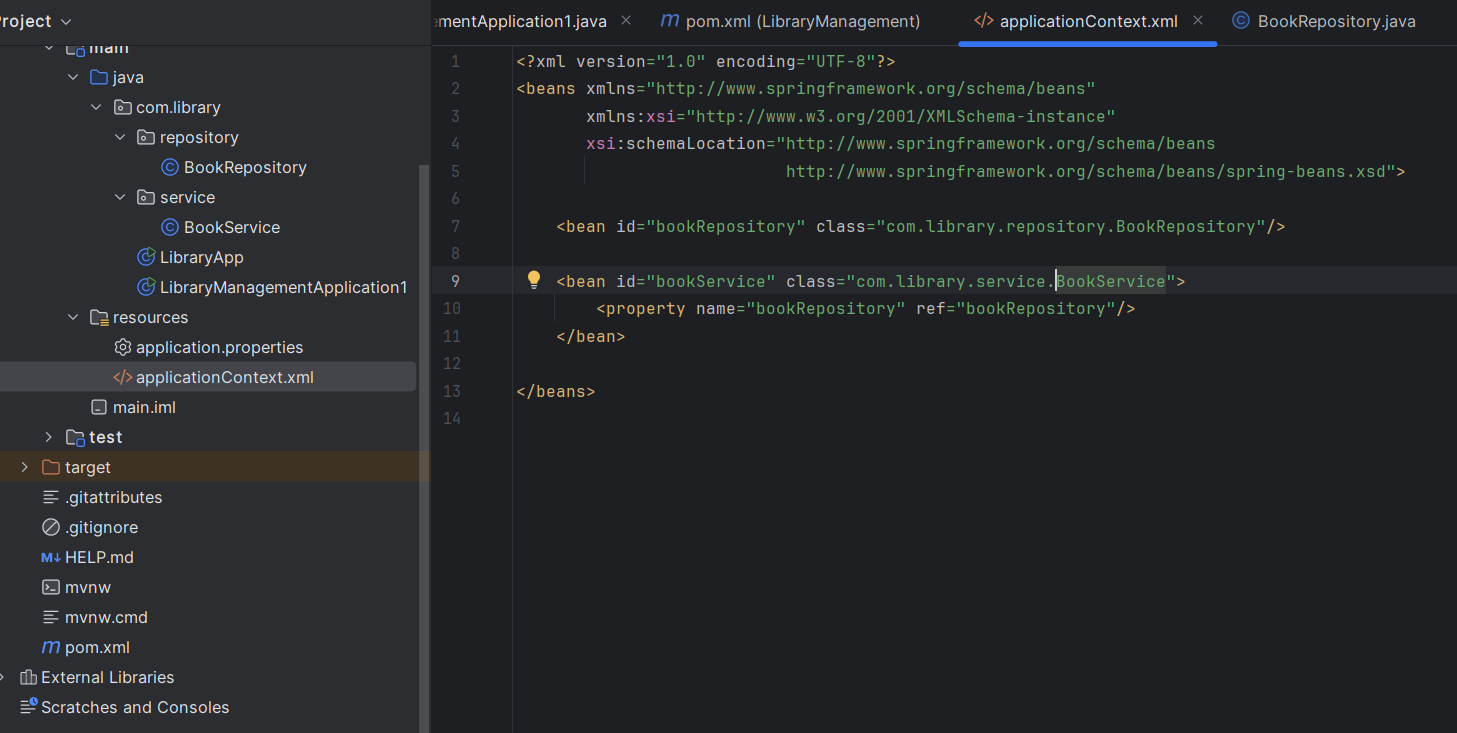 Project
main
java
com.library
repository
BookRepository
service
BookService
LibraryApp
LibraryManagementApplication1
resources
application.properties
applicationContext.xml
main.iml
test
target
.gitattributes
.gitignore
M↓ HELP.md
mvnw
mvnw.cmd
m pom.xml
External Libraries
Scratches and Consoles
ementApplication1.java × m pom.xml (LibraryManagement) </> applicationContext.xml × © BookRepository.java
1 <?xml version="1.0" encoding="UTF-8"?>
2 <beans xmlns="http://www.springframework.org/schema/beans"
3 xmlns:xsi="http://www.w3.org/2001/XMLSchema-instance"
4 xsi:schemaLocation="http://www.springframework.org/schema/beans
5 http://www.springframework.org/schema/beans/spring-beans.xsd">
6
7 <bean id="bookRepository" class="com.library.repository.BookRepository"/>
8
9 <bean id="bookService" class="com.library.service.BookService">
10 <property name="bookRepository" ref="bookRepository"/>
11 </bean>
12
13 </beans>
14